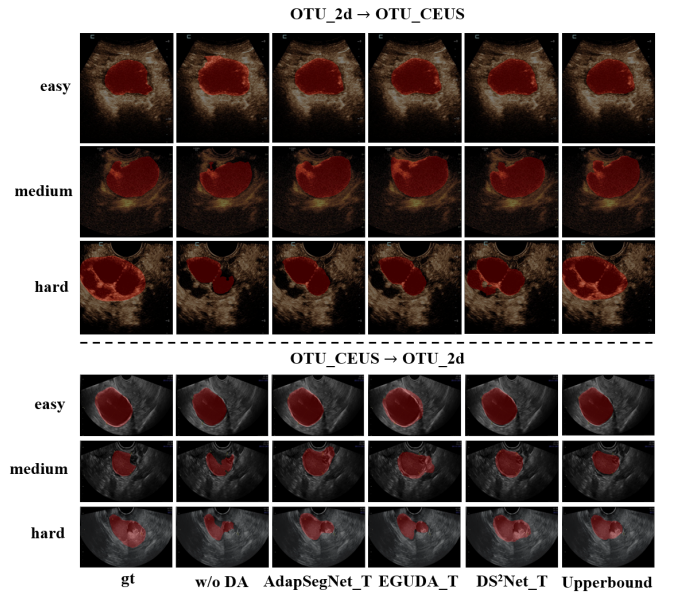 OTU_2d → OTU_CEUS
easy
medium
hard
OTU_CEUS → OTU_2d
easy
medium
hard
gt w/o DA AdapSegNet_T EGUDA_T DS²Net_T Upperbound